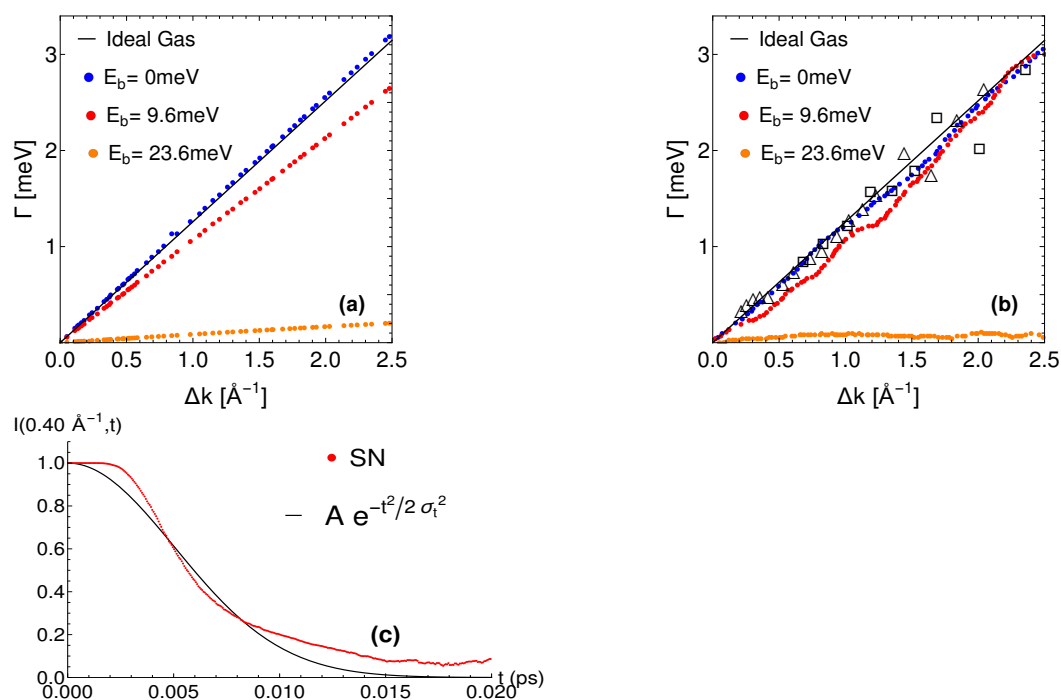 Γ [meV]
3
2
1
Ideal Gas
E_b= 0meV
E_b= 9.6meV
E_b= 23.6meV
(a)
0.0 0.5 1.0 1.5 2.0 2.5
Δk [Å⁻¹]
Γ [meV]
3
2
1
Ideal Gas
E_b= 0meV
E_b= 9.6meV
E_b= 23.6meV
(b)
0.0 0.5 1.0 1.5 2.0 2.5
Δk [Å⁻¹]
I(0.40 Å⁻¹,t)
1.0
0.8
0.6
0.4
0.2
0.0
SN
A e^{-t²/2 σ_t²}
(c)
t (ps)
0.000 0.005 0.010 0.015 0.020